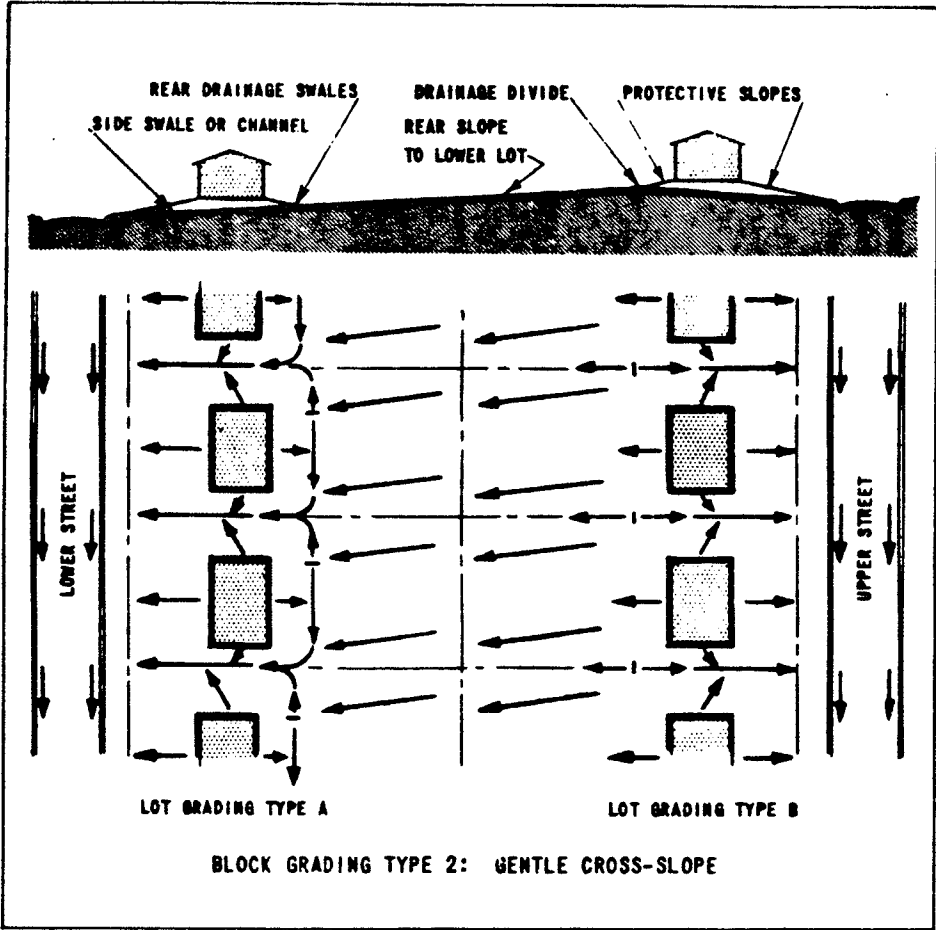 REAR DRAINAGE SWALES
DRAINAGE DIVIDE
PROTECTIVE SLOPES
SIDE SWALE OR CHANNEL
REAR SLOPE
TO LOWER LOT
LOWER STREET
UPPER STREET
LOT GRADING TYPE A
LOT GRADING TYPE B
BLOCK GRADING TYPE 2: GENTLE CROSS-SLOPE